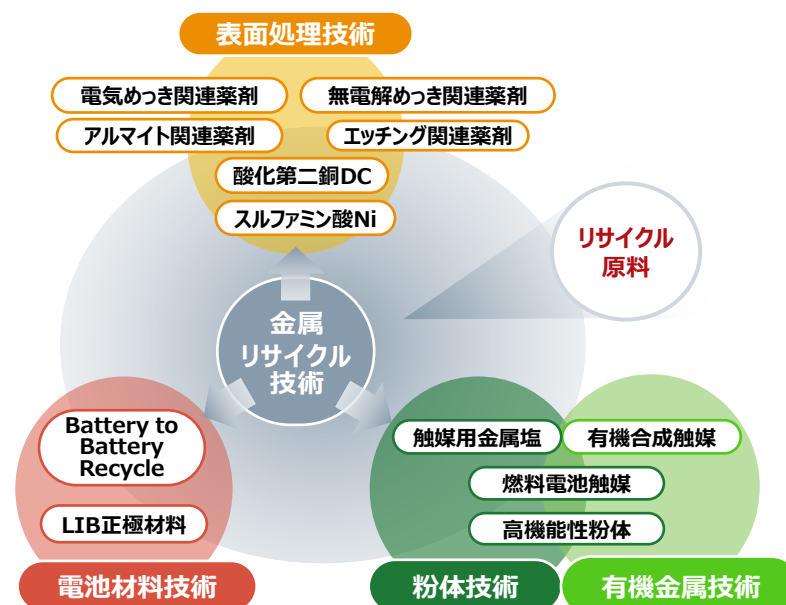 表面処理技術
電気めっき関連薬剤
無電解めっき関連薬剤
アルマイト関連薬剤
エッチング関連薬剤
酸化第二銅DC
スルファミン酸Ni
リサイクル
原料
金属
リサイクル
技術
Battery to
Battery
Recycle
LIB正極材料
電池材料技術
触媒用金属塩
有機合成触媒
燃料電池触媒
高機能性粉体
粉体技術
有機金属技術